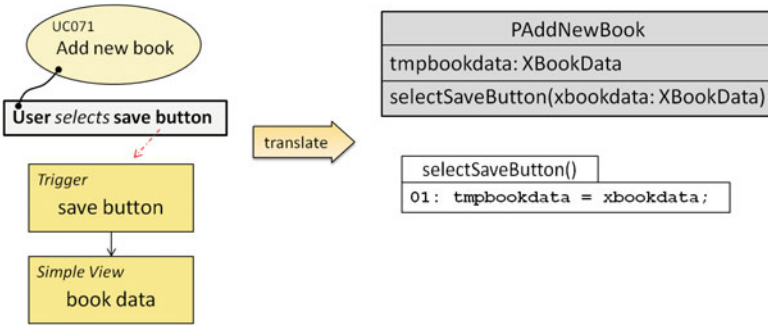 UC071
Add new book
User selects save button
Trigger
save button
Simple View
book data
translate
PAddNewBook
tmpbookdata: XBookData
selectSaveButton(xbookdata: XBookData)
selectSaveButton()
01: tmpbookdata = xbookdata;